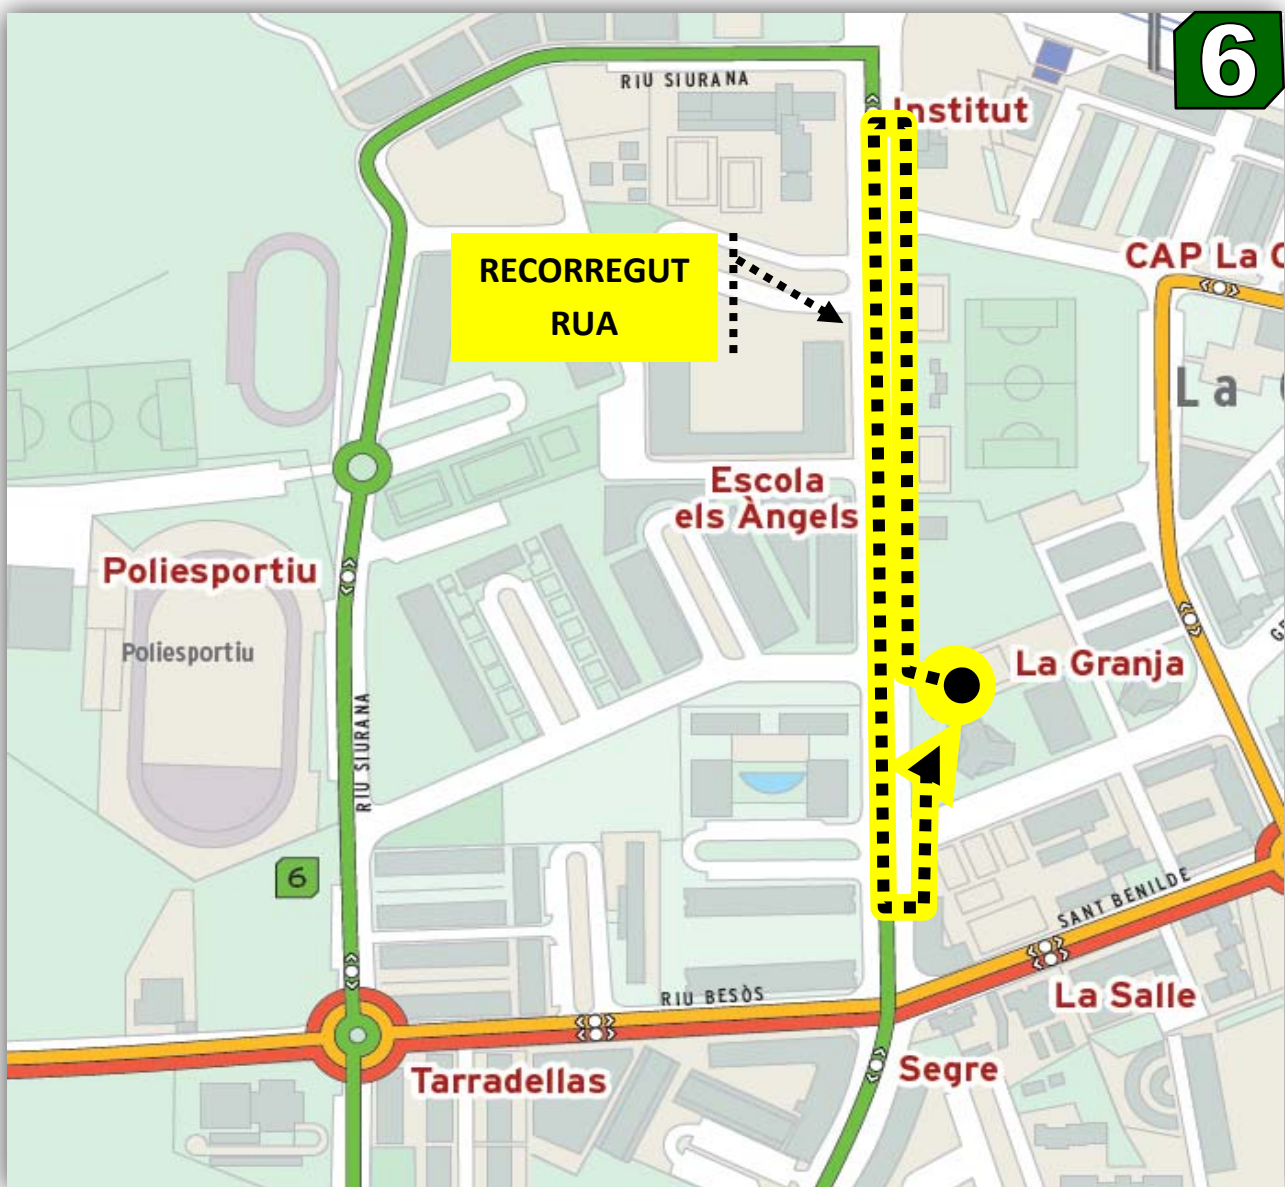 6
RIU SIURANA
Institut
RECORREGUT
RUA
CAP La
La
Escola
els Àngels
Poliesportiu
Poliesportiu
La Granja
RIU SIURANA
6
SANT BENILDE
RIU BESÒS
La Salle
Tarradellas
Segre